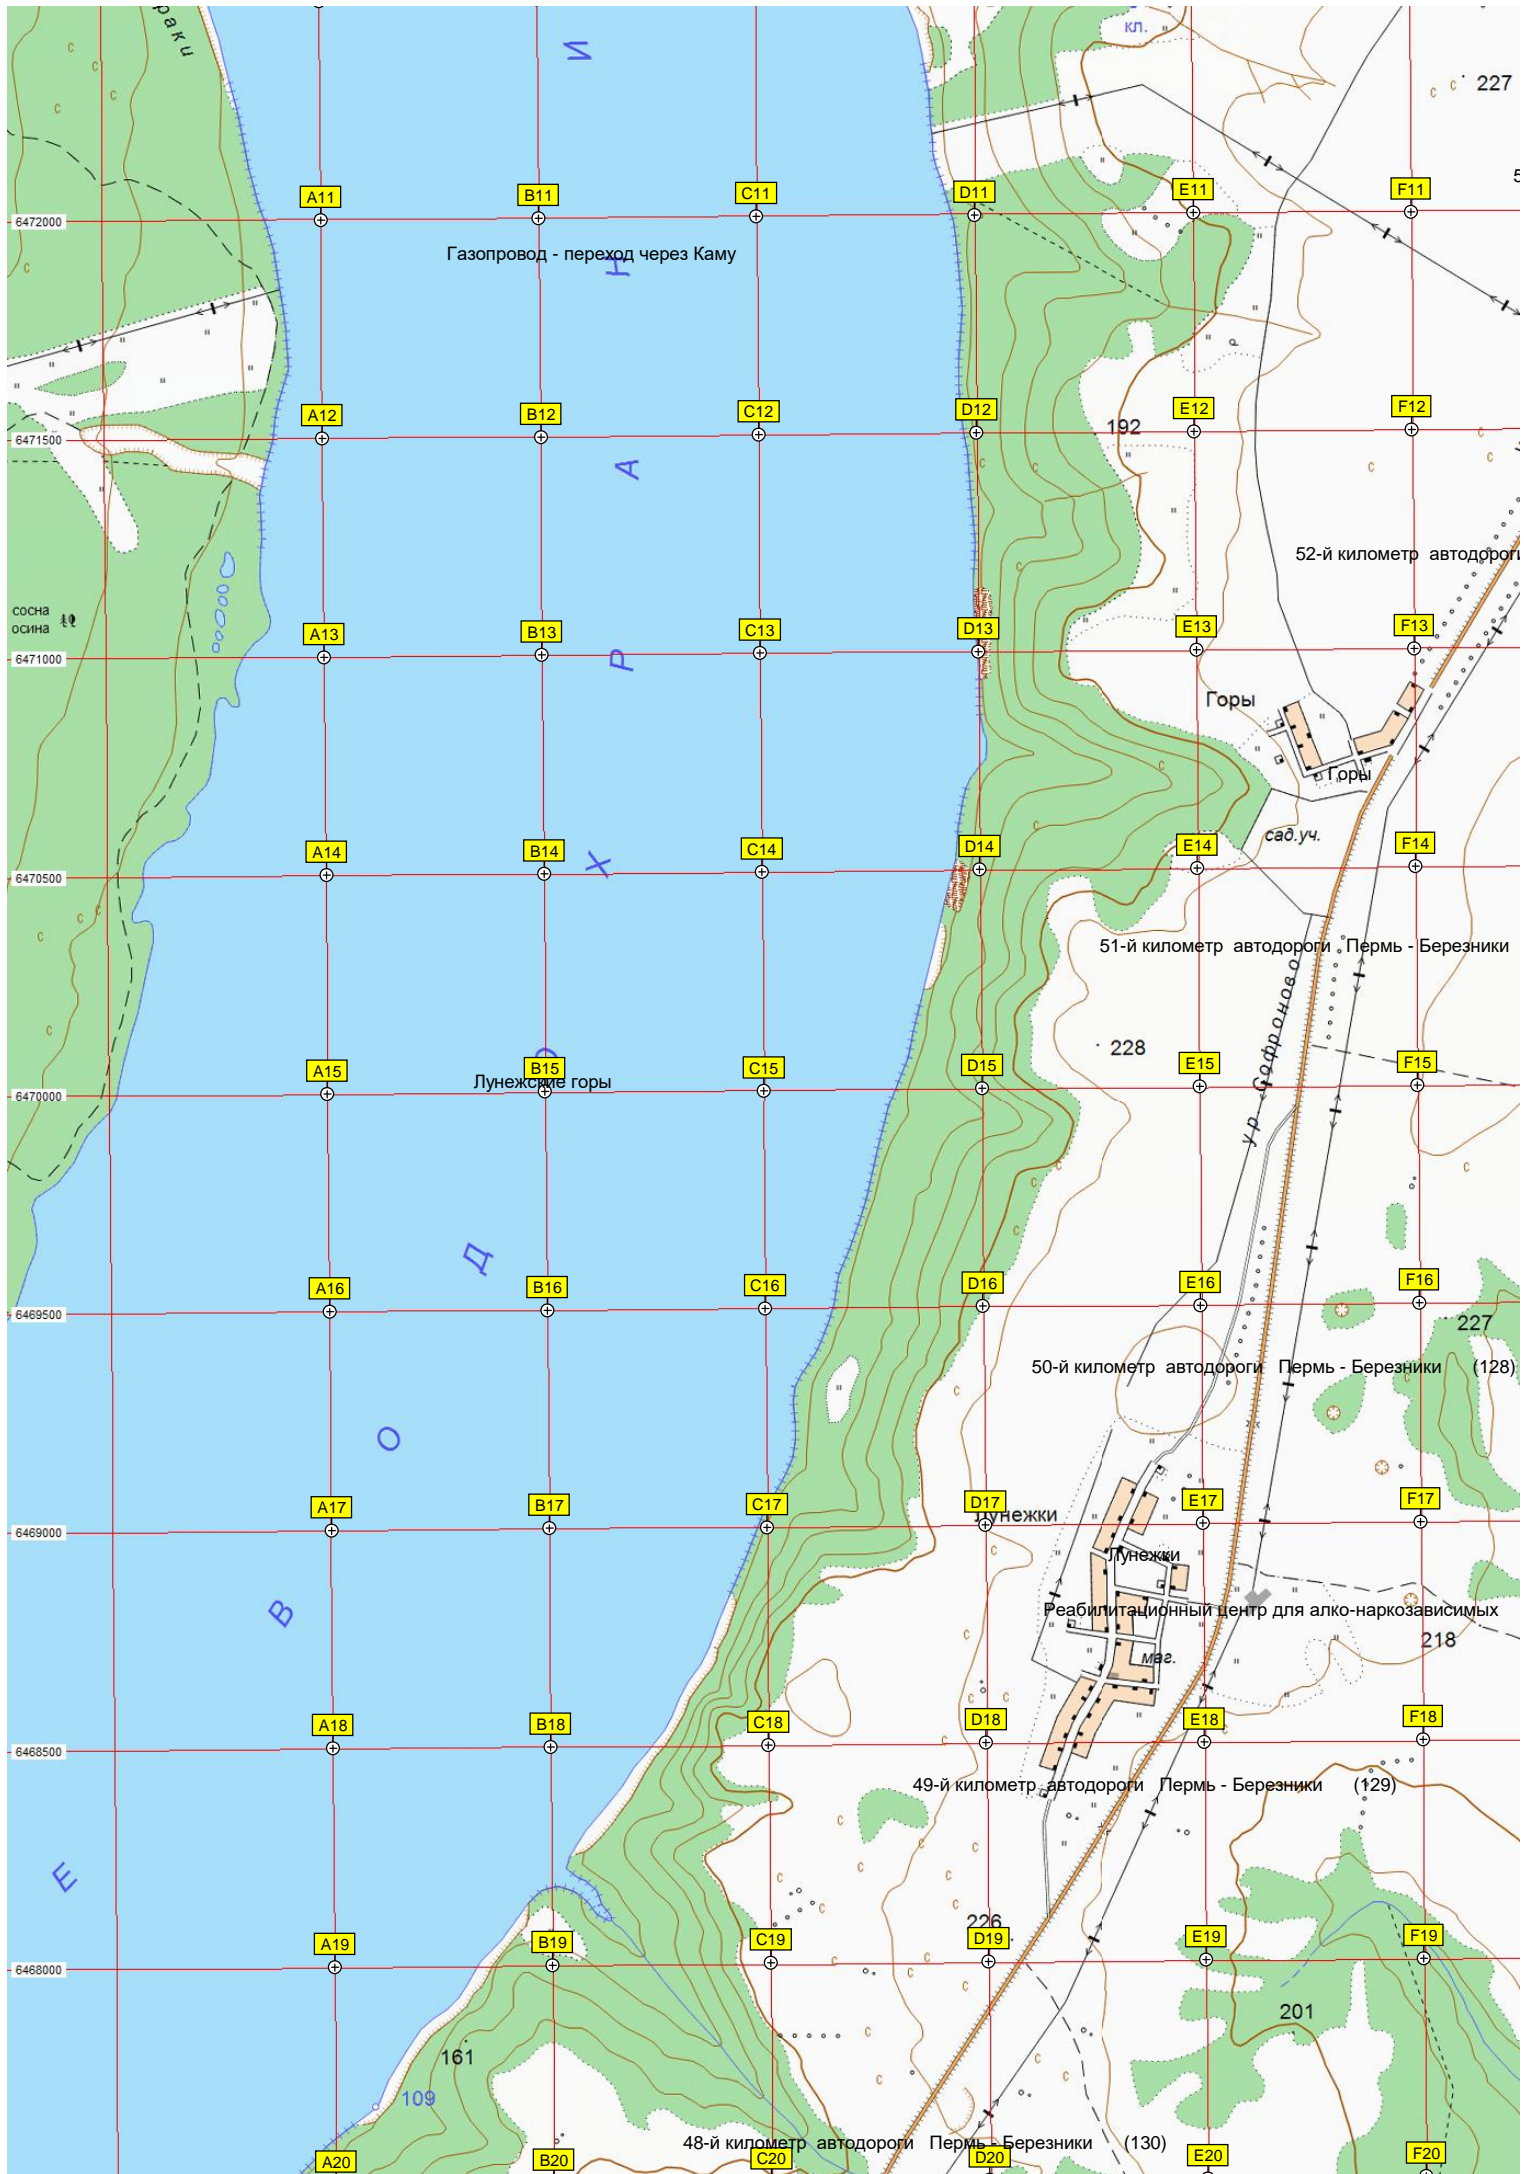 раки
И
кл.
227
A11
B11
C11
D11
E11
F11
6472000
Газопровод - переход через Каму
Н
A12
B12
C12
D12
E12
F12
192
6471500
А
52-й километр автодороги
сосна
осина
A13
B13
C13
D13
E13
F13
6471000
Р
Горы
Горы
сад.уч.
A14
B14
C14
D14
E14
F14
6470500
Х
51-й километр автодороги Пермь - Березники
ур. Софроново
228
A15
B15
C15
D15
E15
F15
Лунежские горы
6470000
Д
A16
B16
C16
D16
E16
F16
6469500
227
50-й километр автодороги Пермь - Березники (128)
О
A17
B17
C17
D17
E17
F17
Лунежки
6469000
Лунежки
В
Реабилитационный центр для алко-наркозависимых
218
маг.
A18
B18
C18
D18
E18
F18
6468500
49-й километр автодороги Пермь - Березники (129)
Е
226
A19
B19
C19
D19
E19
F19
6468000
201
161
109
48-й километр автодороги Пермь - Березники (130)
A20
B20
C20
D20
E20
F20